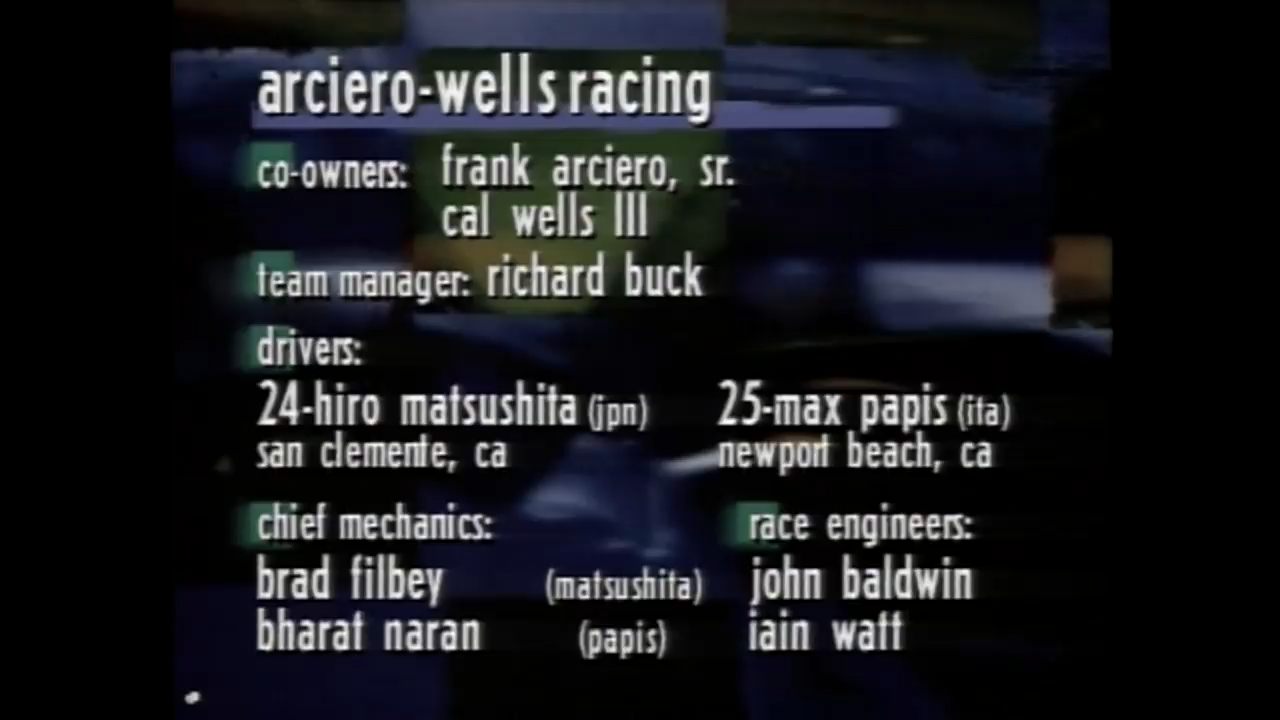 arciero-wells racing
co-owners: frank arciero, sr.
cal wells III
team manager: richard buck
drivers:
24-hiro matsushita (jpn) 25-max papis (ita)
san clemente, ca newport beach, ca
chief mechanics: race engineers:
brad filbey (matsushita) john baldwin
bharat naran (papis) iain watt